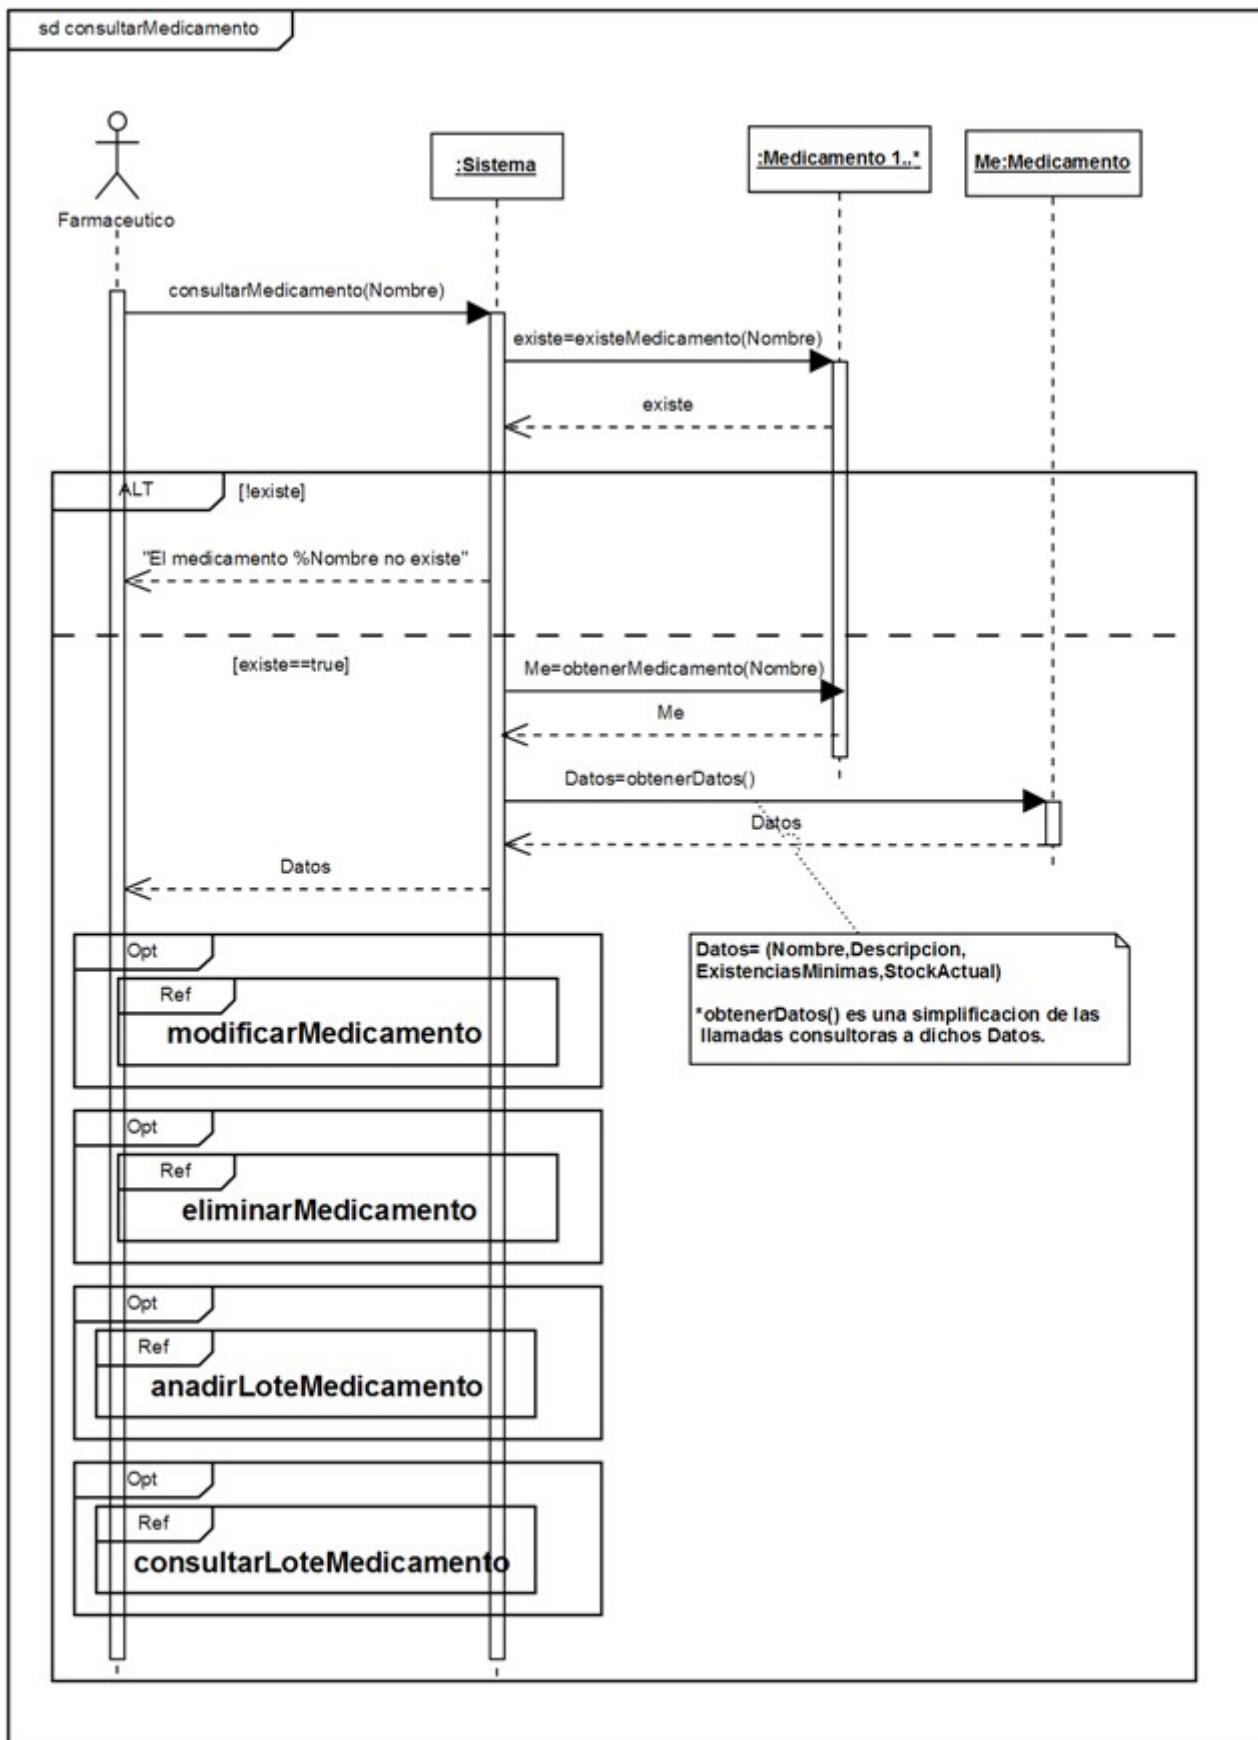 sd consultarMedicamento
Farmaceutico
:Sistema
:Medicamento 1..*
Me:Medicamento
consultarMedicamento(Nombre)
existe=existeMedicamento(Nombre)
existe
ALT
[!existe]
"El medicamento %Nombre no existe"
[existe==true]
Me=obtenerMedicamento(Nombre)
Me
Datos=obtenerDatos()
Datos
Datos
Datos= (Nombre,Descripcion,
ExistenciasMinimas,StockActual)
*obtenerDatos() es una simplificacion de las
llamadas consultoras a dichos Datos.
Opt
Ref
modificarMedicamento
Opt
Ref
eliminarMedicamento
Opt
Ref
anadirLoteMedicamento
Opt
Ref
consultarLoteMedicamento